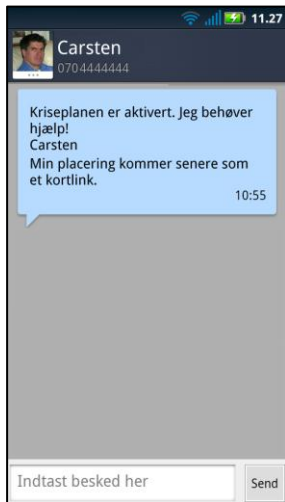 11.27
Carsten
0704444444
Kriseplanen er aktivert. Jeg behøver
hjælp!
Carsten
Min placering kommer senere som
et kortlink.
10:55
Indtast besked her
Send